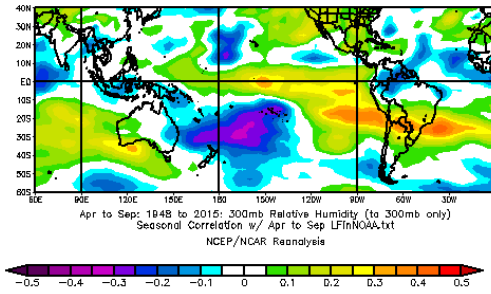 40N
30N
20N
10N
EQ
10S
20S
30S
40S
50S
60S
60E 90E 120E 150E 180 150W 120W 90W 60W 30W
Apr to Sep: 1948 to 2015: 300mb Relative Humidity (to 300mb only)
Seasonal Correlation w/ Apr to Sep LFInNOAA.txt
NCEP/NCAR Reanalysis
-0.5 -0.4 -0.3 -0.2 -0.1 0 0.1 0.2 0.3 0.4 0.5